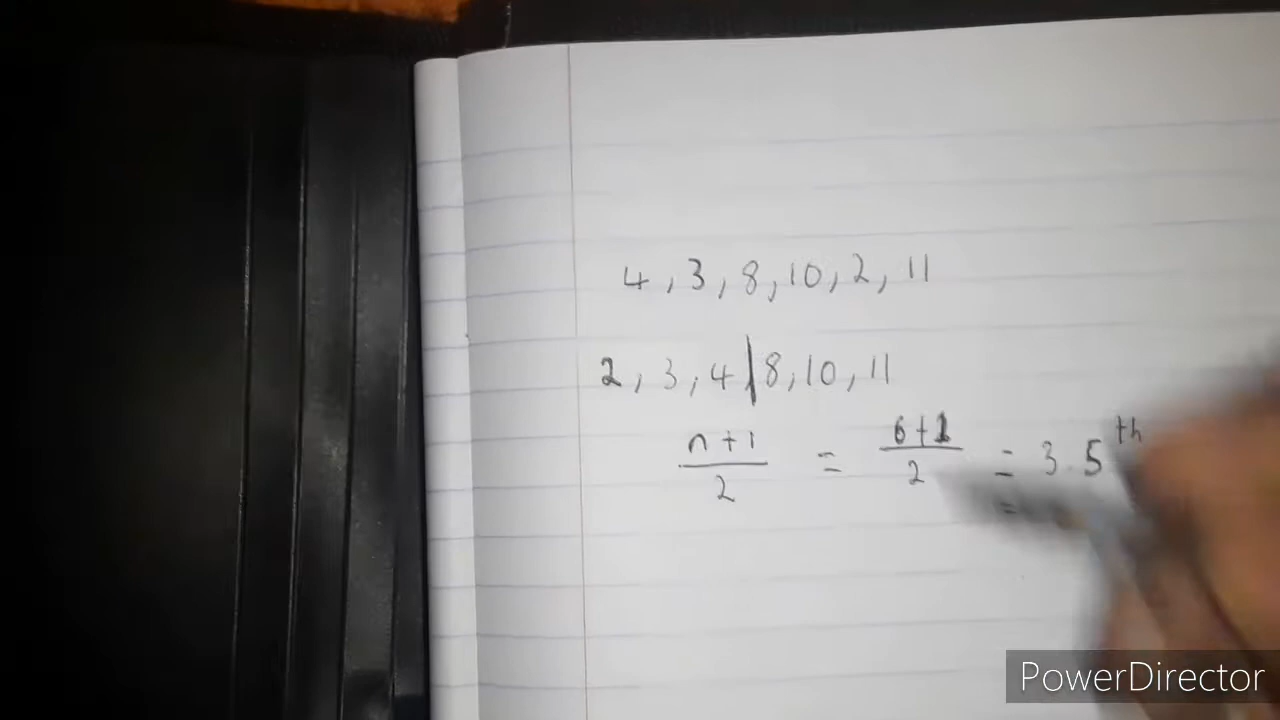 4, 3, 8, 10, 2, 11
2, 3, 4 | 8, 10, 11
n+1/2 = 6+1/2 = 3.5th
PowerDirector